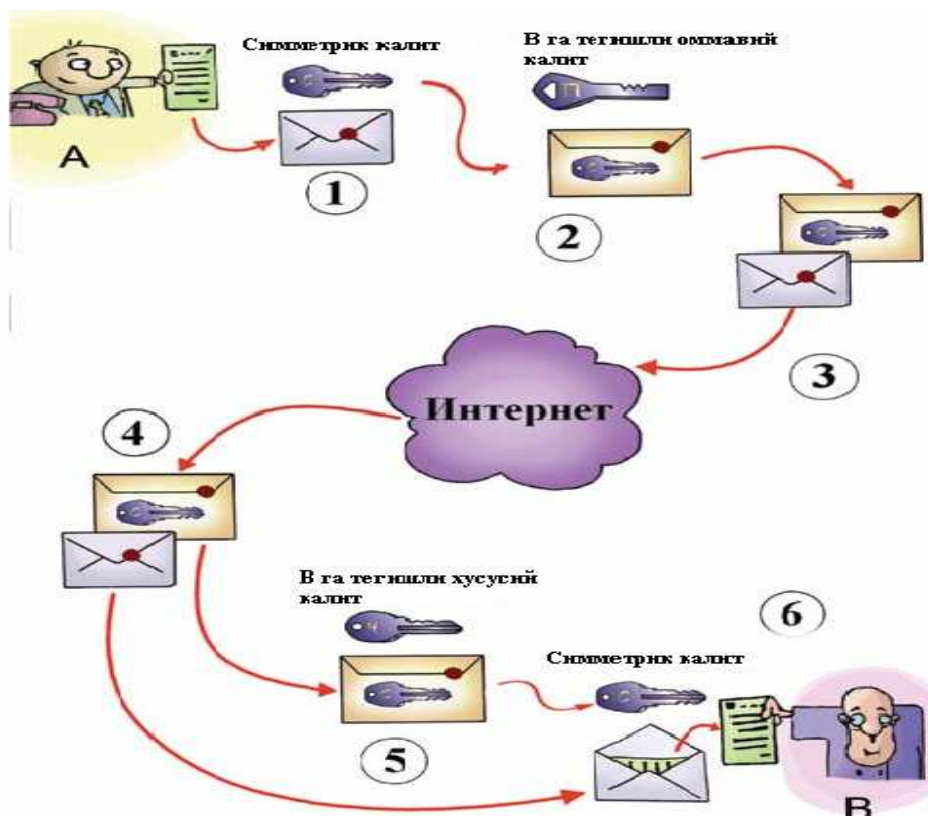 Симметрик калит
В га тегишли оммавий
калит
A
1
2
3
Интернет
4
В га тегишли хусусий
калит
6
Симметрик калит
5
B